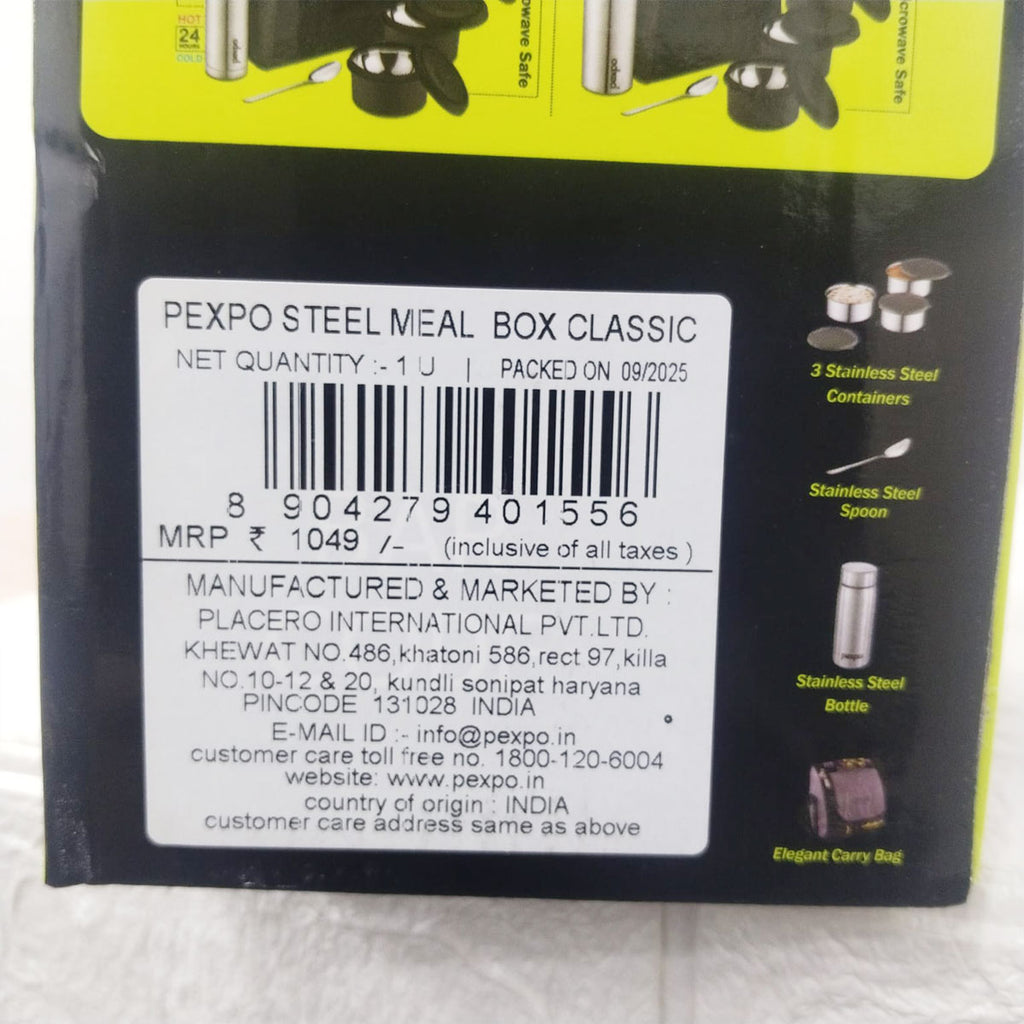 HOT
24
HOURS
COLD
pexpo
Microwave Safe
pexpo
Microwave Safe
PEXPO STEEL MEAL BOX CLASSIC
NET QUANTITY :- 1 U | PACKED ON 09/2025
8 904279 401556
MRP ₹ 1049 /- (inclusive of all taxes )
MANUFACTURED & MARKETED BY :
PLACERO INTERNATIONAL PVT.LTD.
KHEWAT NO.486,khatoni 586,rect 97,killa
NO.10-12 & 20, kundli sonipat haryana
PINCODE 131028 INDIA
E-MAIL ID :- info@pexpo.in
customer care toll free no. 1800-120-6004
website: www.pexpo.in
country of origin : INDIA
customer care address same as above
3 Stainless Steel
Containers
Stainless Steel
Spoon
pexpo
Stainless Steel
Bottle
Elegant Carry Bag